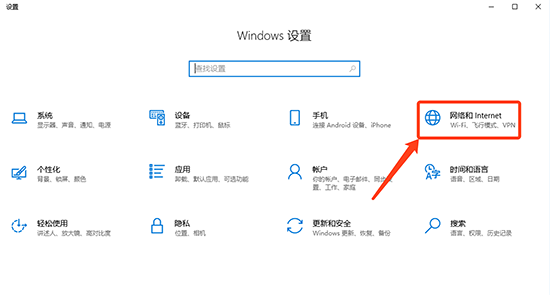 设置
Windows 设置
查找设置
系统
显示器、声音、通知、电源
设备
蓝牙、打印机、鼠标
手机
连接 Android 设备、iPhone
网络和 Internet
Wi-Fi、飞行模式、VPN
个性化
背景、锁屏、颜色
应用
卸载、默认应用、可选功能
帐户
你的帐户、电子邮件、同步设置、工作、家庭
时间和语言
语音、区域、日期
轻松使用
讲述人、放大镜、高对比度
隐私
位置、相机
更新和安全
Windows 更新、恢复、备份
搜索
语言、权限、历史记录